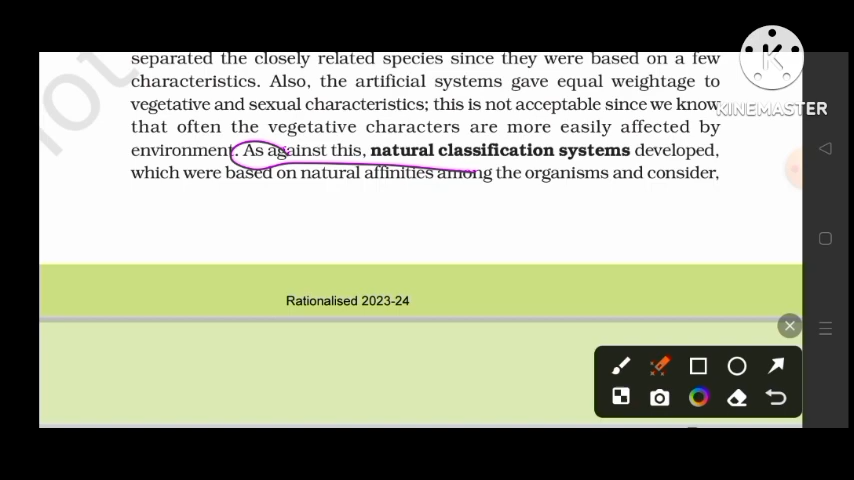 separated the closely related species since they were based on a few
characteristics. Also, the artificial systems gave equal weightage to
vegetative and sexual characteristics; this is not acceptable since we know
that often the vegetative characters are more easily affected by
environment. As against this, natural classification systems developed,
which were based on natural affinities among the organisms and consider,
Rationalised 2023-24
K
KINEMASTER
not